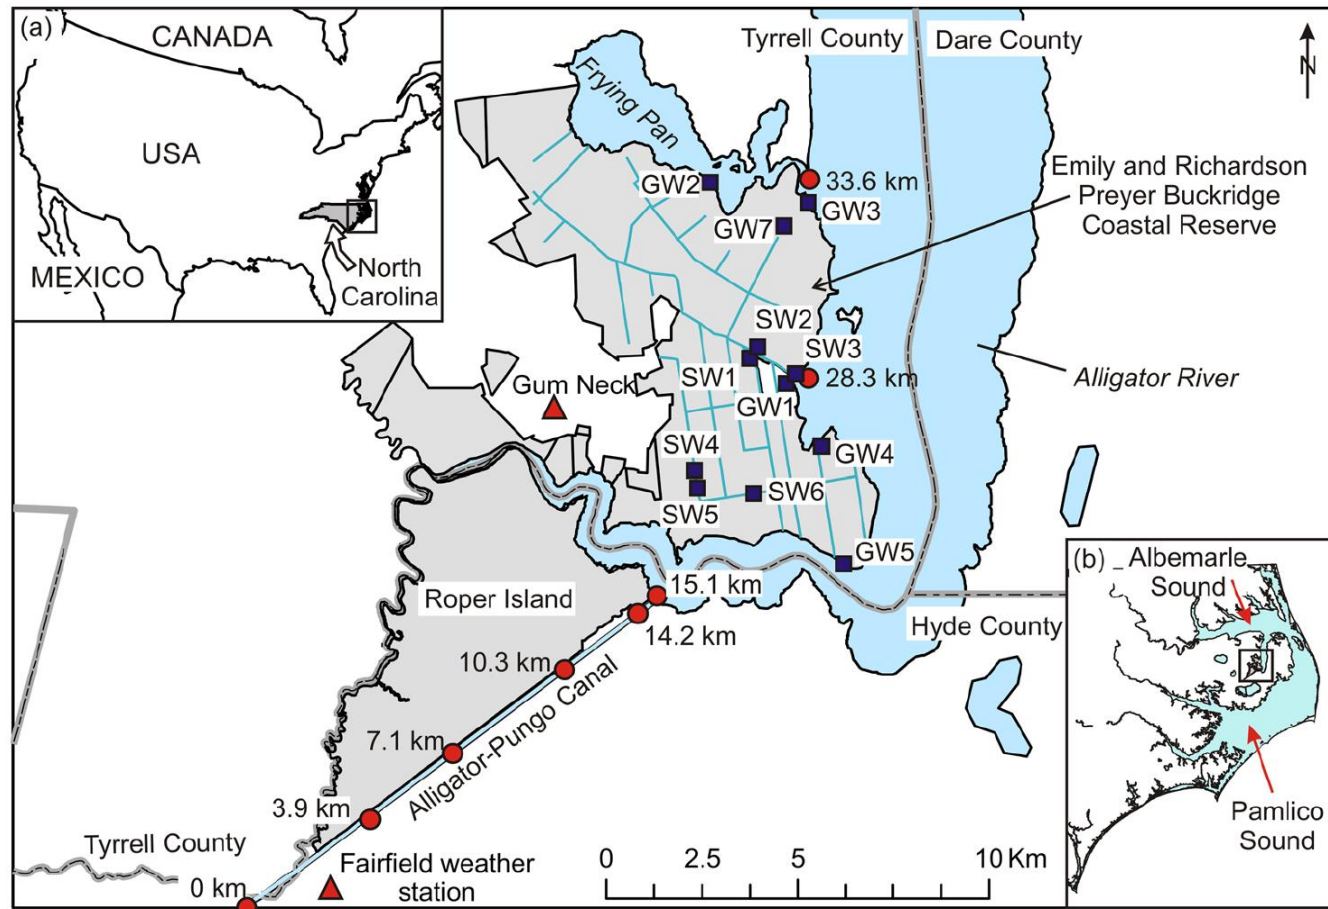 (a)
CANADA
USA
MEXICO
North
Carolina
Tyrrell County
Dare County
N
Frying Pan
Emily and Richardson
Preyer Buckridge
Coastal Reserve
GW2
33.6 km
GW3
GW7
SW2
SW3
SW1
28.3 km
GW1
Alligator River
Gum Neck
SW4
GW4
SW5
SW6
GW5
15.1 km
14.2 km
Roper Island
Hyde County
10.3 km
Alligator-Pungo Canal
7.1 km
3.9 km
Tyrrell County
0 km
Fairfield weather
station
0 2.5 5 10 Km
(b)
Albemarle
Sound
Pamlico
Sound